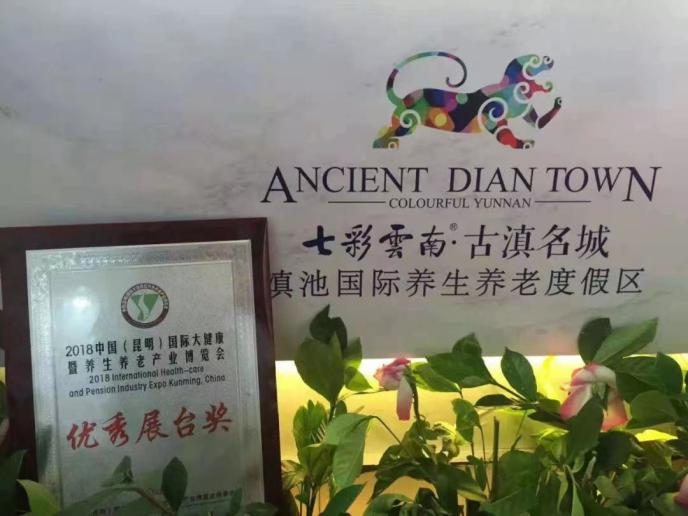 ANCIENT DIAN TOWN
COLOURFUL YUNNAN
七彩雲南®·古滇名城
滇池国际养生养老度假区
2018中国（昆明）国际大健康
暨养生养老产业博览会
2018 International Health-care
and Pension Industry Expo Kunming, China
优秀展台奖